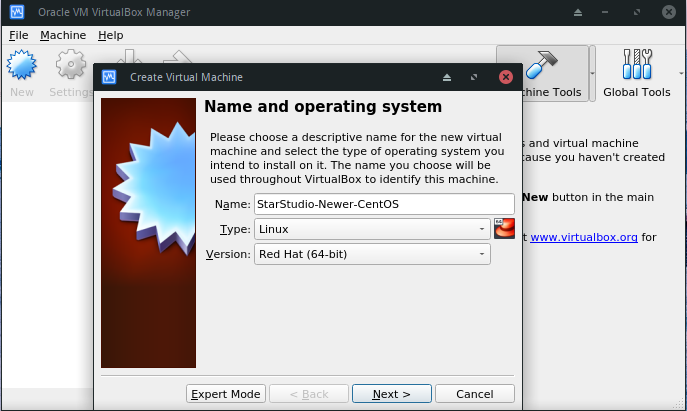 Oracle VM VirtualBox Manager
File Machine Help
New
Settings
Machine Tools
Global Tools
Create Virtual Machine
Name and operating system
Please choose a descriptive name for the new virtual
machine and select the type of operating system you
intend to install on it. The name you choose will be
used throughout VirtualBox to identify this machine.
Name: StarStudio-Newer-CentOS
Type: Linux
64
Version: Red Hat (64-bit)
Expert Mode < Back Next > Cancel
s and virtual machine
cause you haven't created
New button in the main
t www.virtualbox.org for